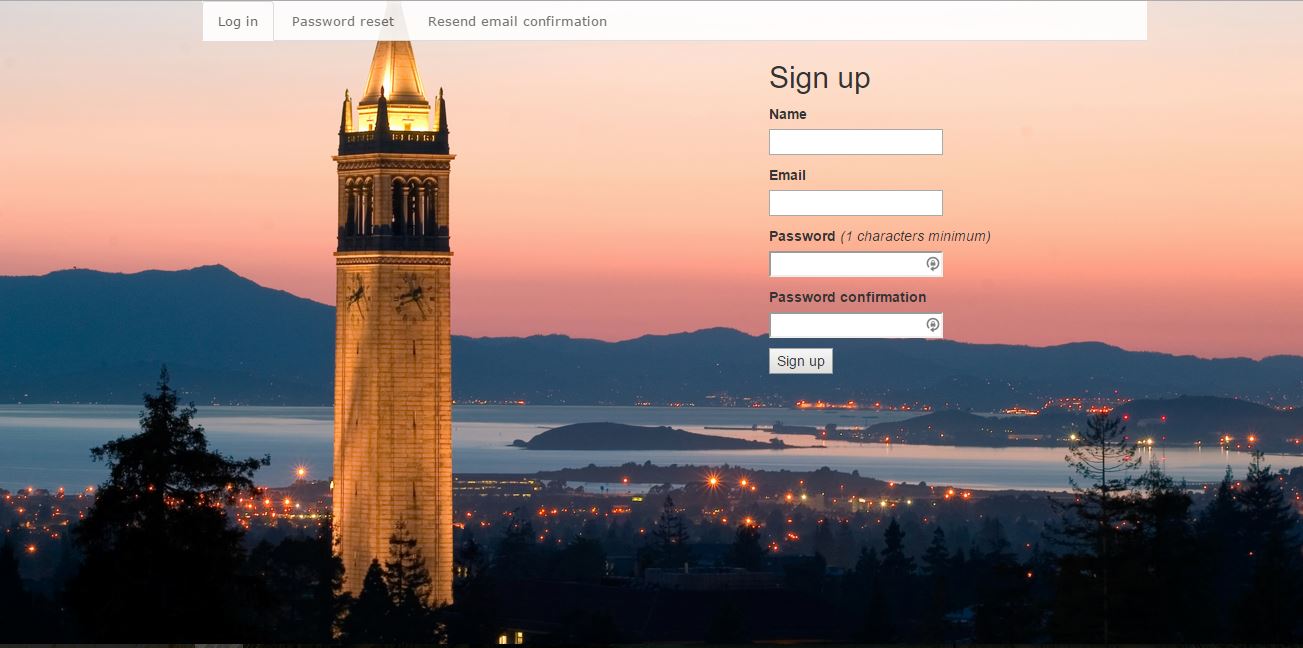 Log in Password reset Resend email confirmation
Sign up
Name
Email
Password (1 characters minimum)
Password confirmation
Sign up